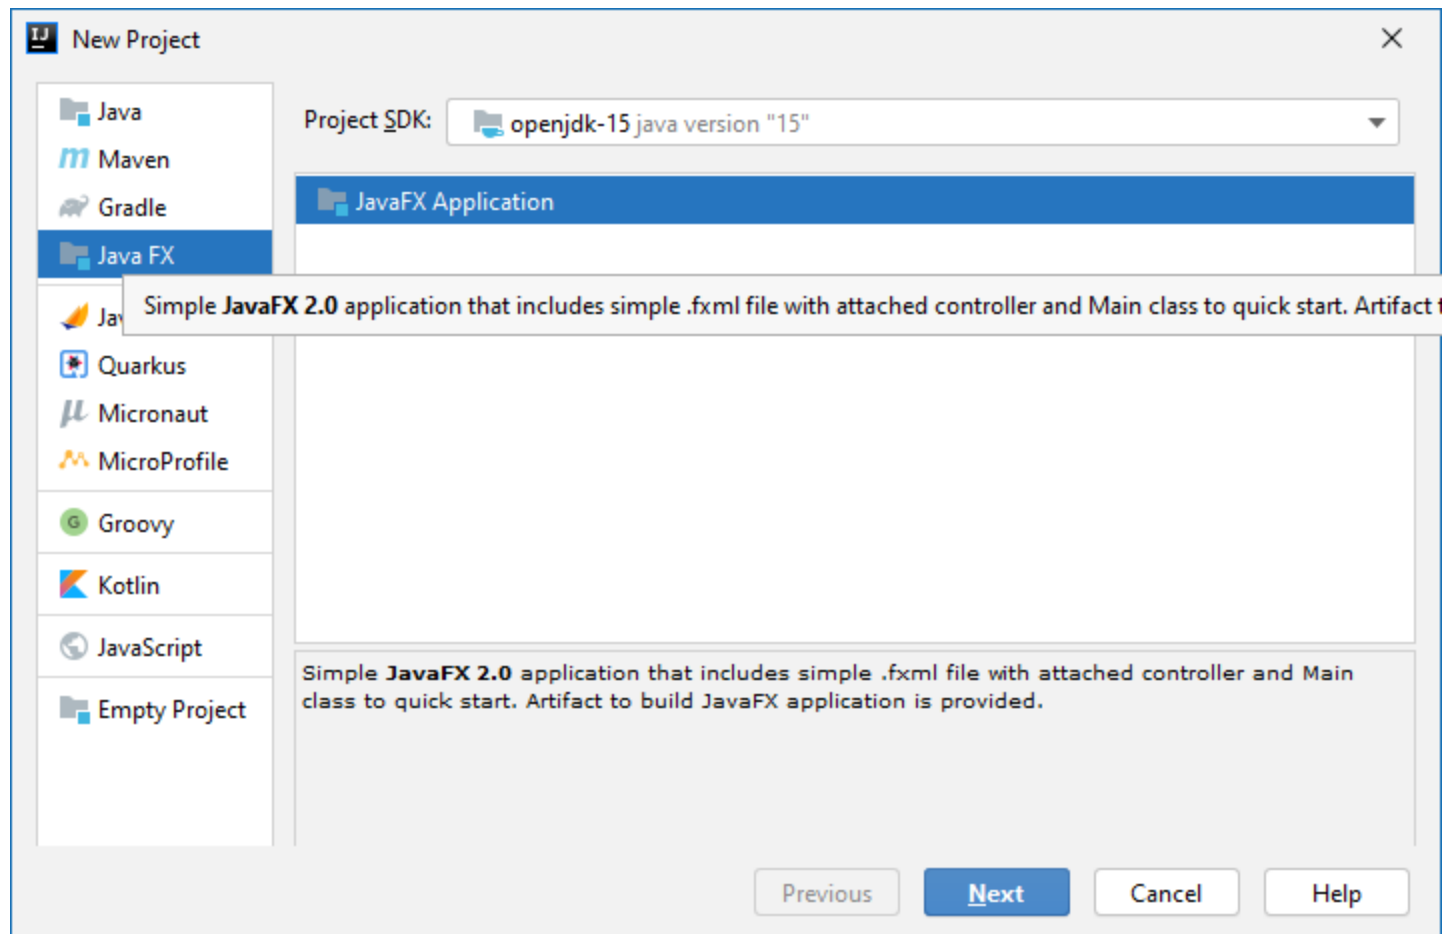 IJ
New Project
Java
Maven
Gradle
Java FX
Jav
Quarkus
Micronaut
MicroProfile
G Groovy
Kotlin
JavaScript
Empty Project
Project SDK: openjdk-15 java version "15"
JavaFX Application
Simple JavaFX 2.0 application that includes simple .fxml file with attached controller and Main class to quick start. Artifact t
Simple JavaFX 2.0 application that includes simple .fxml file with attached controller and Main
class to quick start. Artifact to build JavaFX application is provided.
Previous Next Cancel Help